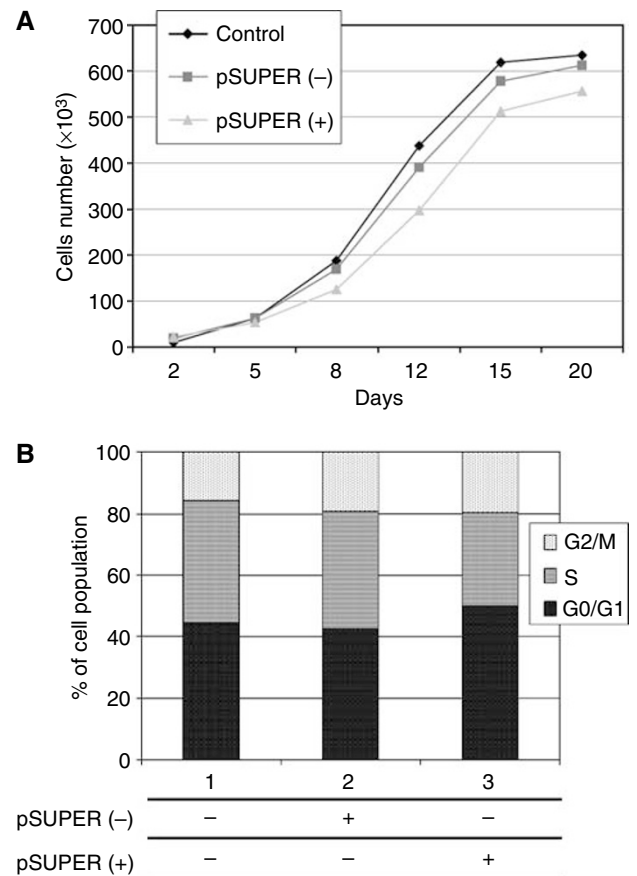 A
700
600
500
400
300
200
100
0
Cells number (×10³)
Control
pSUPER (–)
pSUPER (+)
2 5 8 12 15 20
Days
B
100
80
60
40
20
0
% of cell population
G2/M
S
G0/G1
1 2 3
pSUPER (–) – + –
pSUPER (+) – – +